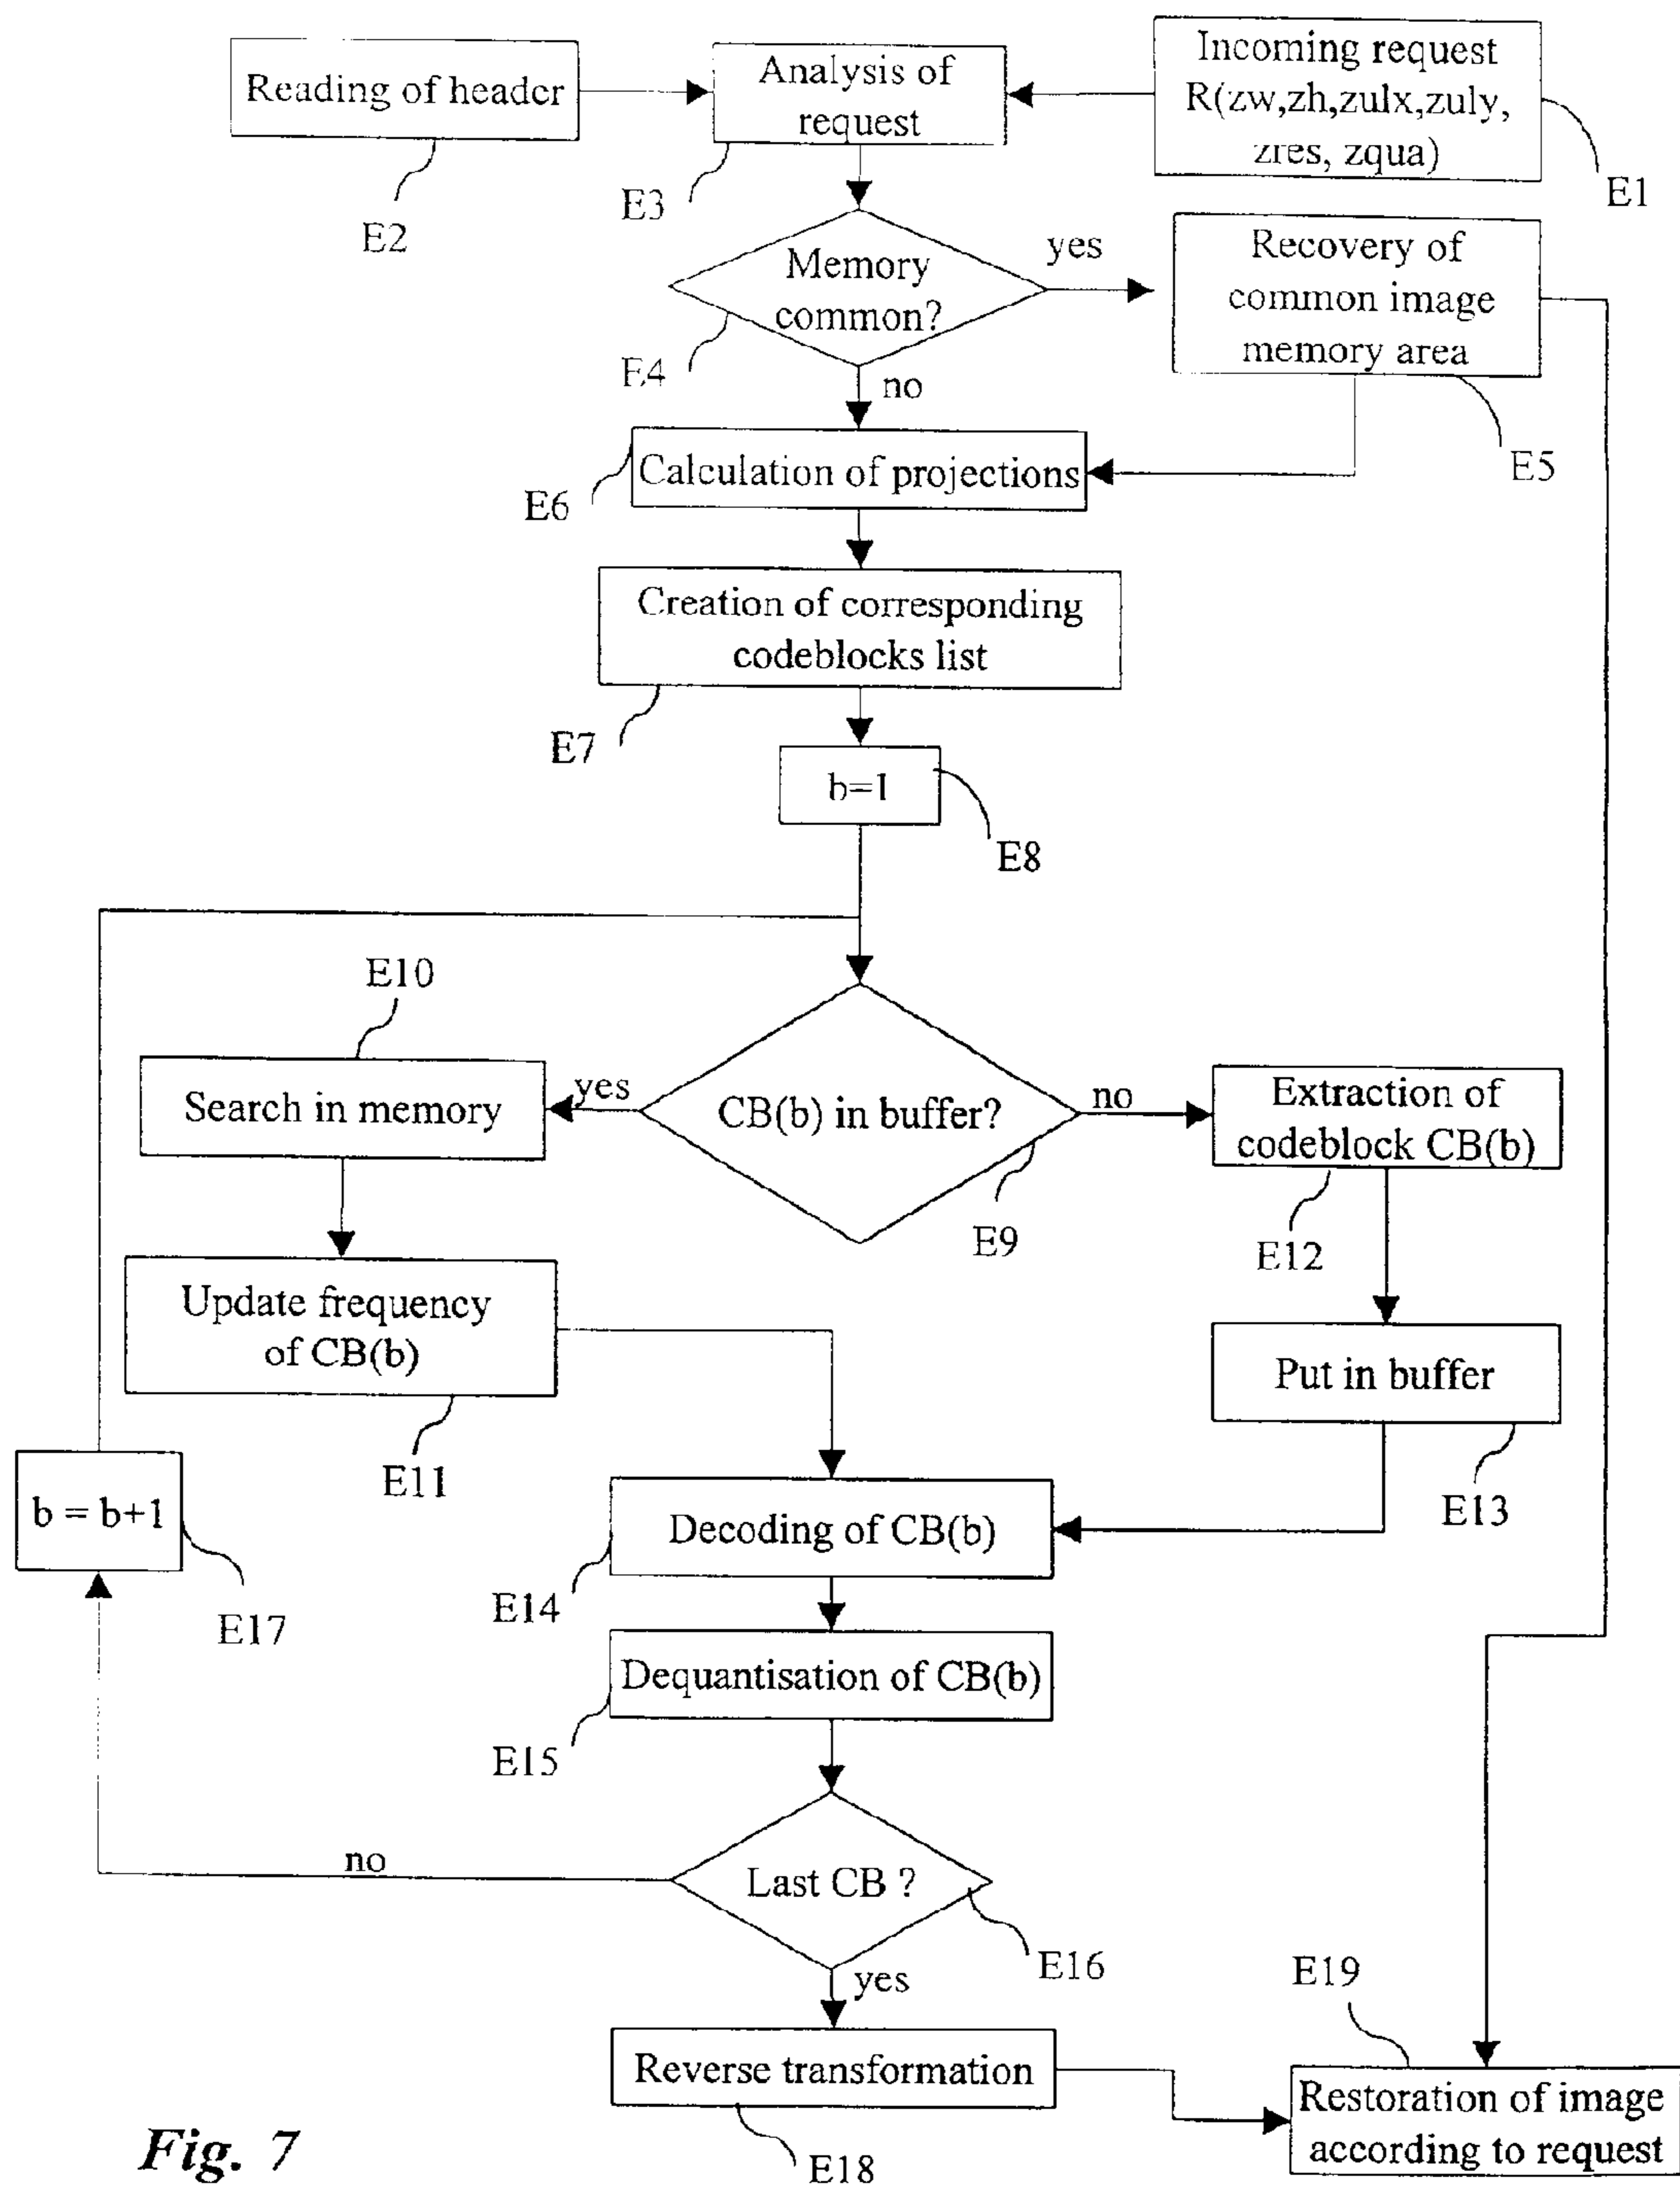 Reading of header
Analysis of
request
Incoming request
R(zw,zh,zulx,zuly,
zres, zqua)
E2
E3
E1
Memory
common?
yes
Recovery of
common image
memory area
E4
no
E5
Calculation of projections
E6
Creation of corresponding
codeblocks list
E7
b=1
E8
E10
Search in memory
yes
CB(b) in buffer?
no
Extraction of
codeblock CB(b)
E9
E12
Update frequency
of CB(b)
Put in buffer
E11
E13
b = b+1
Decoding of CB(b)
E14
E17
Dequantisation of CB(b)
E15
no
Last CB ?
E16
yes
E19
Reverse transformation
Restoration of image
according to request
E18
Fig. 7